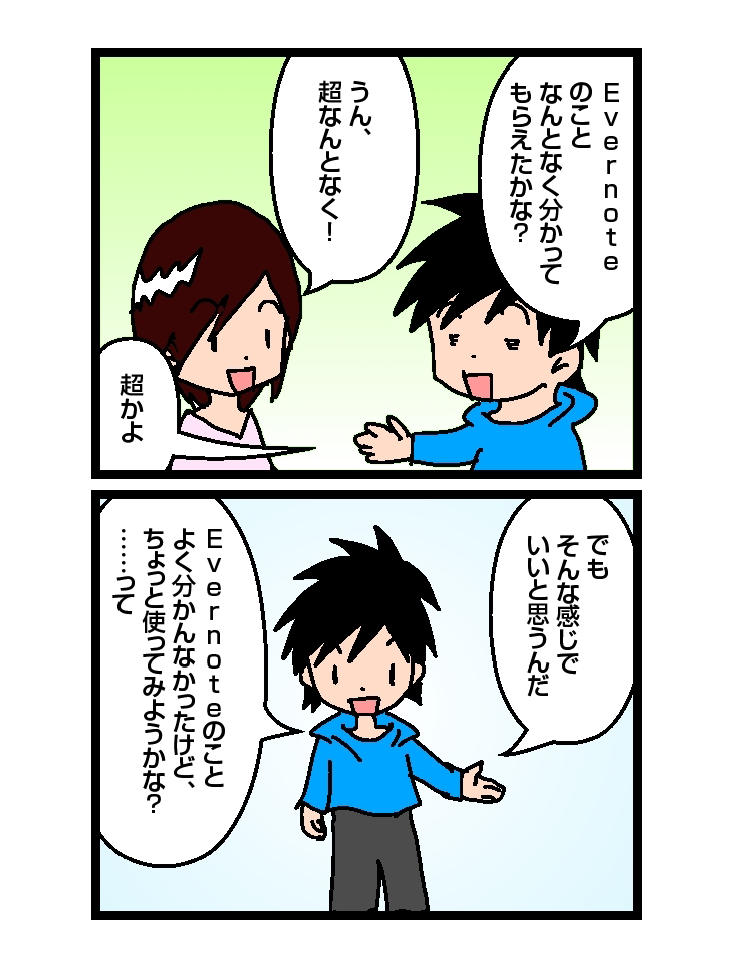 Evernote
のこと
なんとなく分かって
もらえたかな?
うん、
超なんとなく!
超かよ
でも
そんな感じで
いいと思うんだ
Evernoteのこと
よく分かんなかったけど、
ちょっと使ってみようかな?
……って